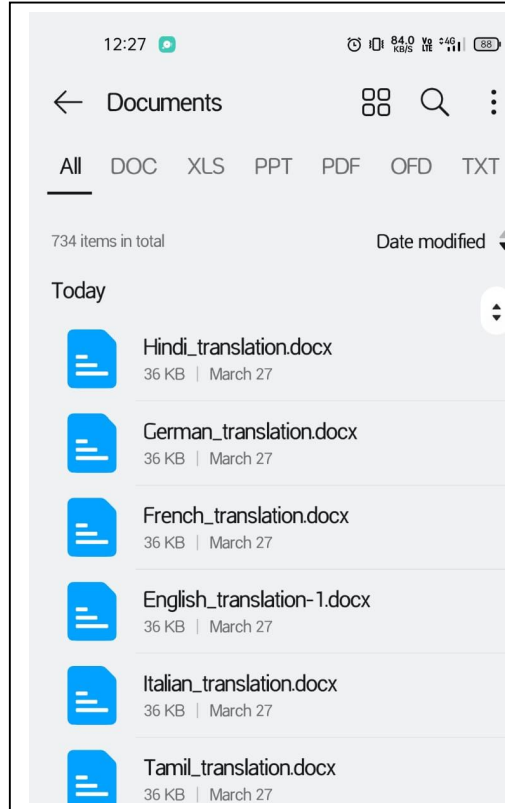 12:27 84.0 KB/S Vo LTE 4G 88
Documents
All DOC XLS PPT PDF OFD TXT
734 items in total Date modified
Today
Hindi_translation.docx
36 KB | March 27
German_translation.docx
36 KB | March 27
French_translation.docx
36 KB | March 27
English_translation-1.docx
36 KB | March 27
Italian_translation.docx
36 KB | March 27
Tamil_translation.docx
36 KB | March 27